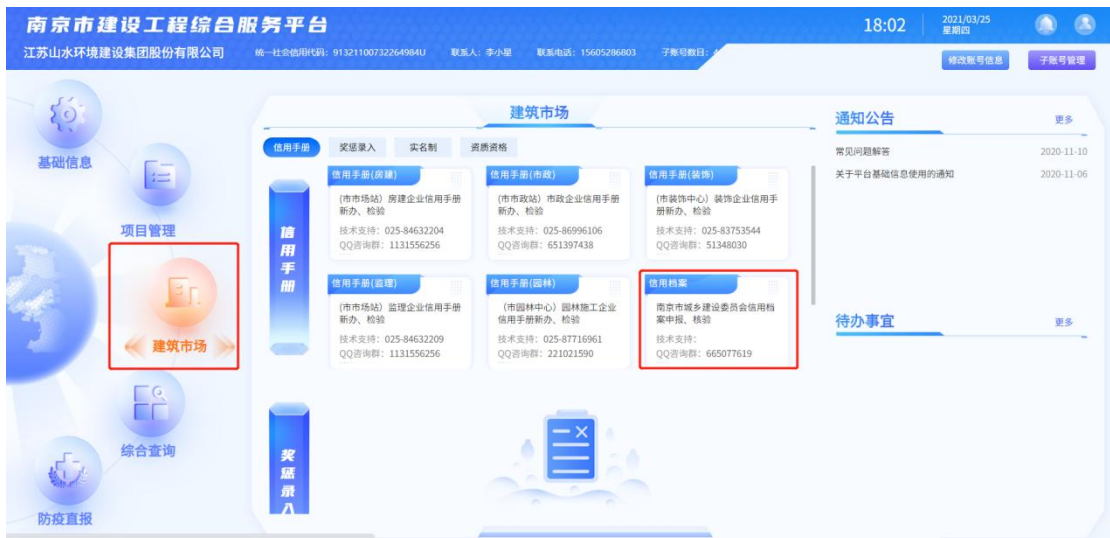 南京市建设工程综合服务平台
18:02
2021/03/25
星期四
江苏山水环境建设集团股份有限公司
统一社会信用代码：91321100732264984U
联系人：李小星
联系电话：15605286803
子账号数目：
修改账号信息
子账号管理
基础信息
项目管理
建筑市场
综合查询
防疫直报
建筑市场
信用手册
奖惩录入
实名制
资质资格
信用手册
信用手册(房建)
(市市场站）房建企业信用手册
新办、检验
技术支持：025-84632204
QQ咨询群：1131556256
信用手册(市政)
(市市政站）市政企业信用手册
新办、检验
技术支持：025-86996106
QQ咨询群：651397438
信用手册(装饰)
(市装饰中心）装饰企业信用手
册新办、检验
技术支持：025-83753544
QQ咨询群：51348030
信用手册(监理)
(市市场站）监理企业信用手册
新办、检验
技术支持：025-84632209
QQ咨询群：1131556256
信用手册(园林)
（市园林中心）园林施工企业
信用手册新办、检验
技术支持：025-87716961
QQ咨询群：221021590
信用档案
南京市城乡建设委员会信用档
案申报、核验
技术支持：
QQ咨询群：665077619
奖惩录入
通知公告
更多
常见问题解答
2020-11-10
关于平台基础信息使用的通知
2020-11-06
待办事宜
更多